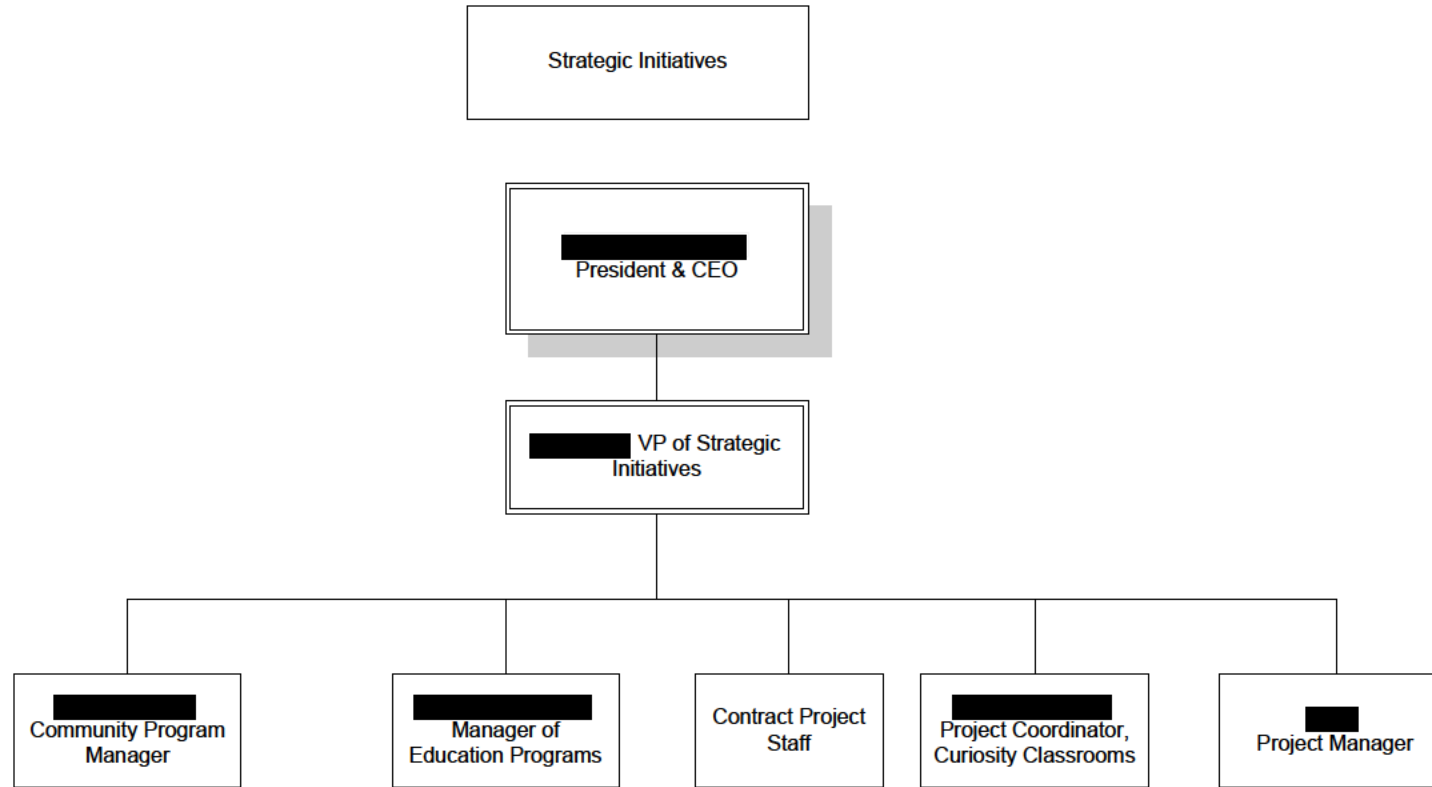 Strategic Initiatives
President & CEO
VP of Strategic
Initiatives
Community Program
Manager
Manager of
Education Programs
Contract Project
Staff
Project Coordinator,
Curiosity Classrooms
Project Manager